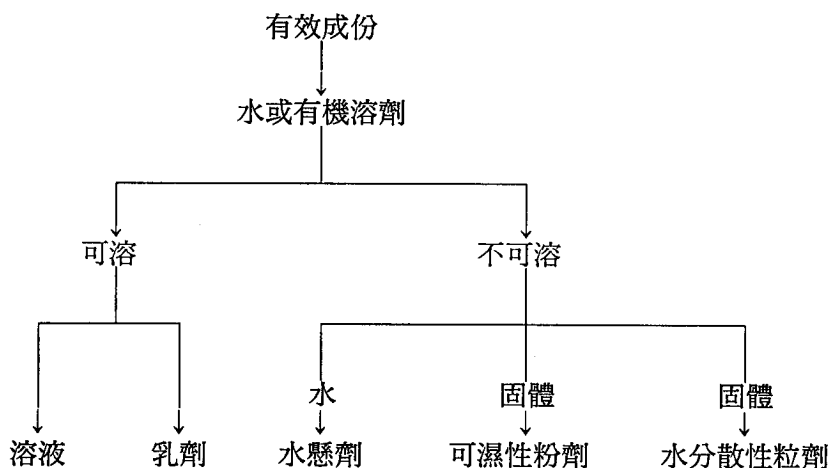 有效成份
水或有機溶劑
可溶
不可溶
水
固體
固體
溶液
乳劑
水懸劑
可濕性粉劑
水分散性粒劑